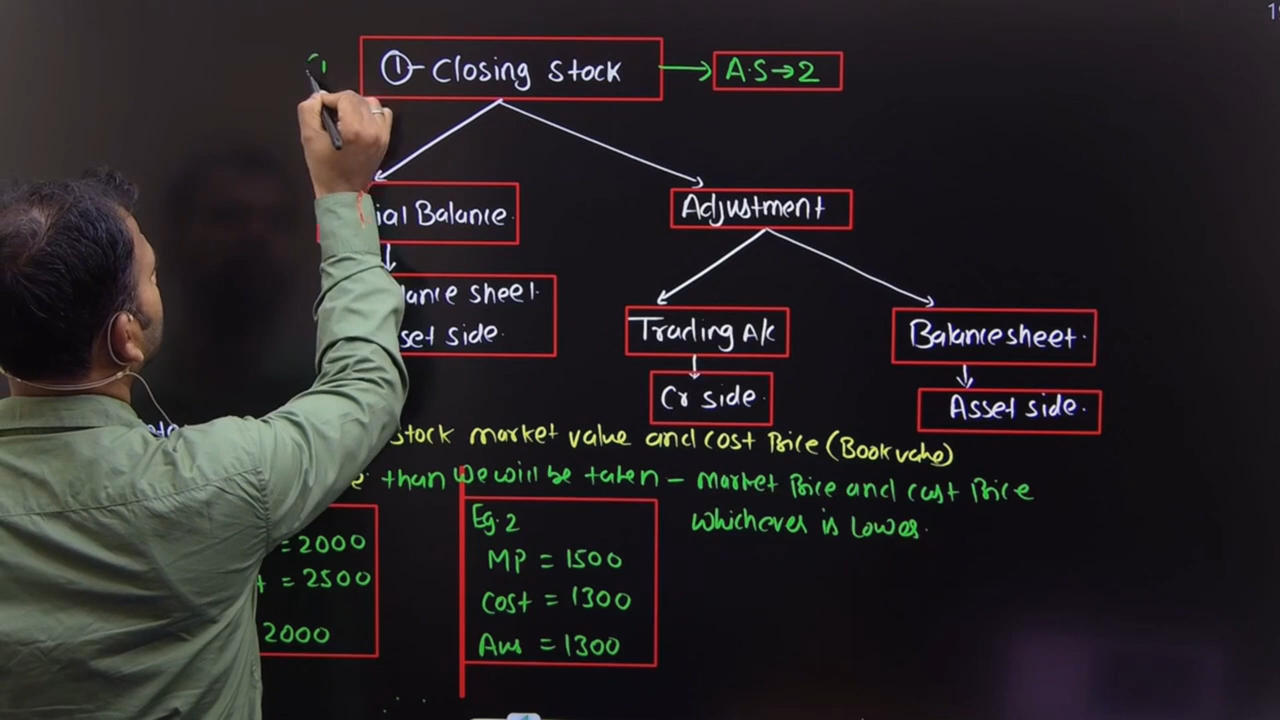 ① - Closing Stock → A.S→2
ial Balance.
Adjustment
lance sheet.
sset side.
Trading A/c
Balance sheet.
Cr side.
Asset side.
stock market value and cost Price (Book value)
than we will be taken - market Price and cost Price
whichever is lower.
= 2000
= 2500
2000
Eg. 2
MP = 1500
Cost = 1300
Ans = 1300